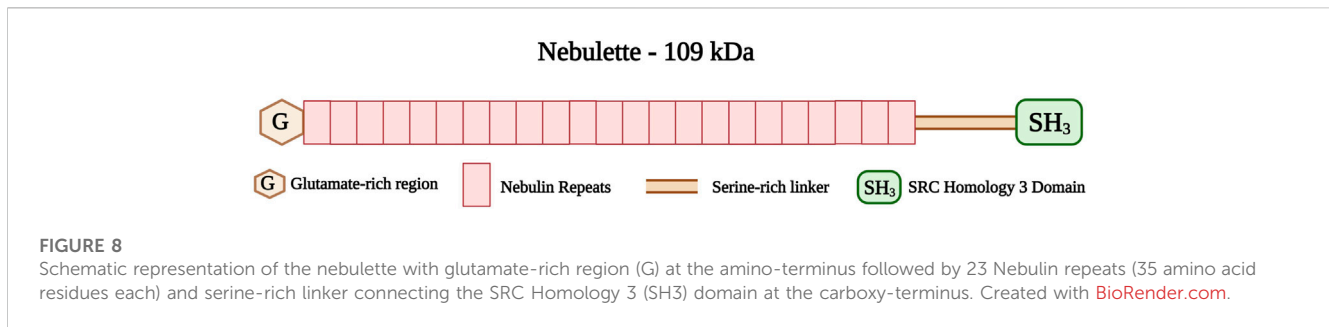 Nebulette - 109 kDa
G
SH₃
G Glutamate-rich region
Nebulin Repeats
Serine-rich linker
SH₃ SRC Homology 3 Domain
FIGURE 8
Schematic representation of the nebulette with glutamate-rich region (G) at the amino-terminus followed by 23 Nebulin repeats (35 amino acid
residues each) and serine-rich linker connecting the SRC Homology 3 (SH3) domain at the carboxy-terminus. Created with BioRender.com.